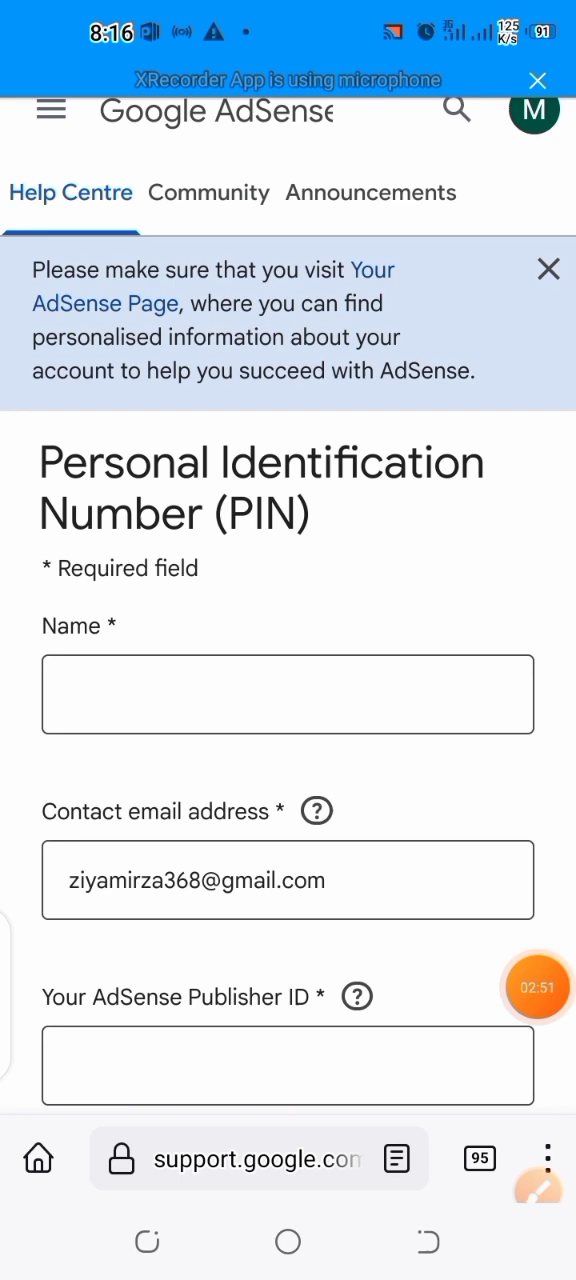 8:16
125
K/s
91
XRecorder App is using microphone
Google AdSense
M
Help Centre Community Announcements
Please make sure that you visit Your
AdSense Page, where you can find
personalised information about your
account to help you succeed with AdSense.
Personal Identification
Number (PIN)
* Required field
Name *
Contact email address * ?
ziyamirza368@gmail.com
02:51
Your AdSense Publisher ID * ?
support.google.com
95